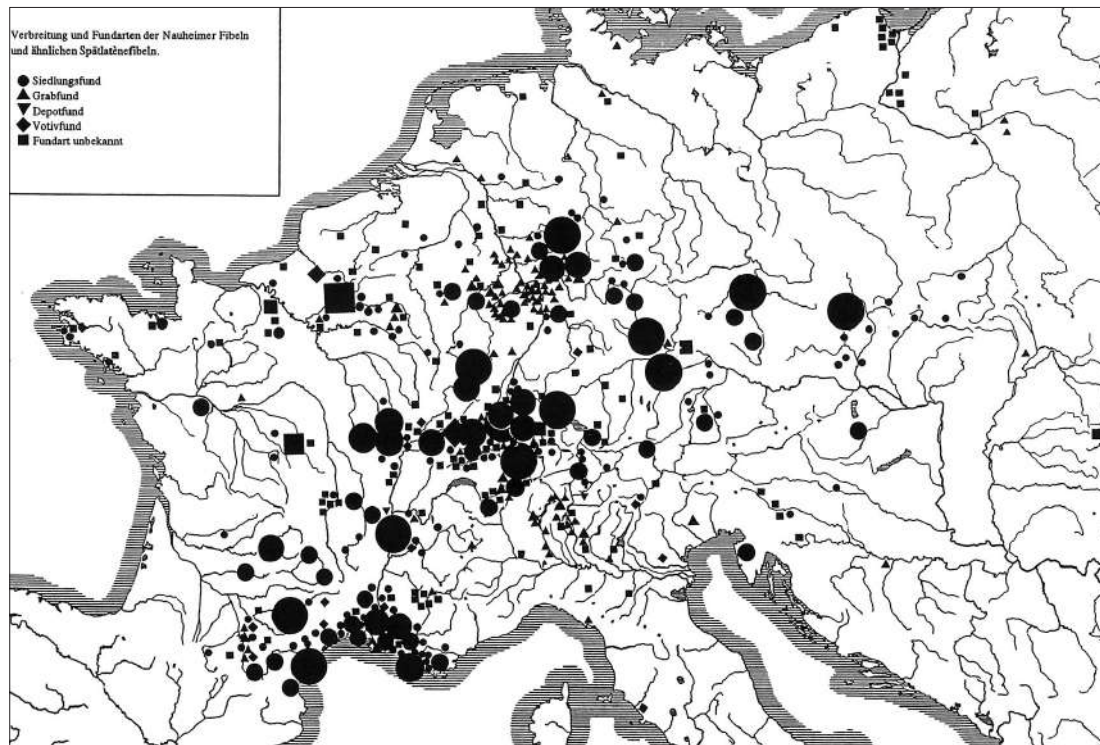 Verbreitung und Fundarten der Nauheimer Fibeln
und ähnlichen Spätlatènefibeln.
Siedlungsfund
Grabfund
Depotfund
Votivfund
Fundart unbekannt